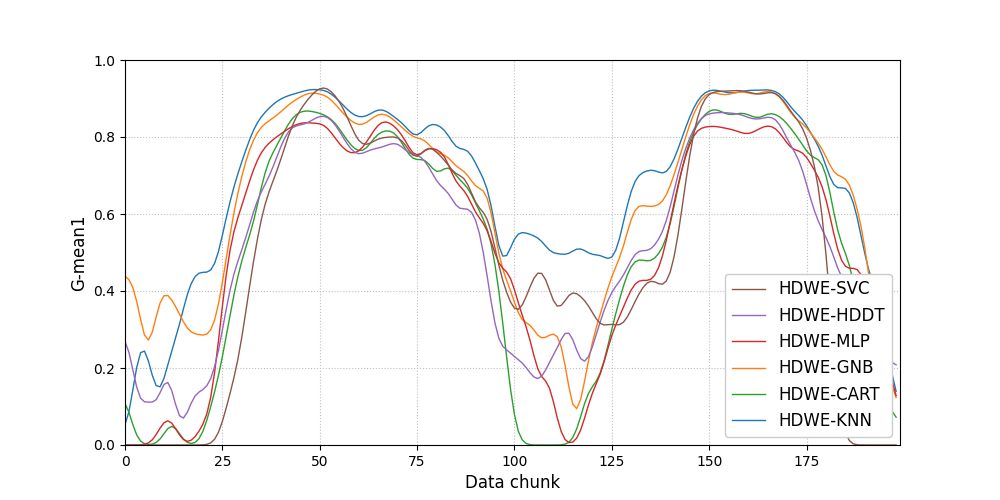 1.0
0.8
0.6
0.4
0.2
0.0
G-mean1
0 25 50 75 100 125 150 175
Data chunk
HDWE-SVC
HDWE-HDDT
HDWE-MLP
HDWE-GNB
HDWE-CART
HDWE-KNN